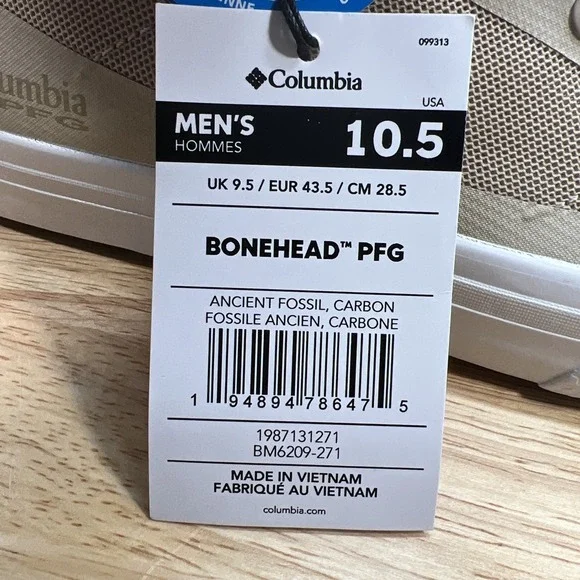 099313
Columbia
USA
MEN'S
HOMMES
10.5
UK 9.5 / EUR 43.5 / CM 28.5
BONEHEAD™ PFG
ANCIENT FOSSIL, CARBON
FOSSILE ANCIEN, CARBONE
1 94894 78647 5
1987131271
BM6209-271
MADE IN VIETNAM
FABRIQUÉ AU VIETNAM
columbia.com
umbia
PFG